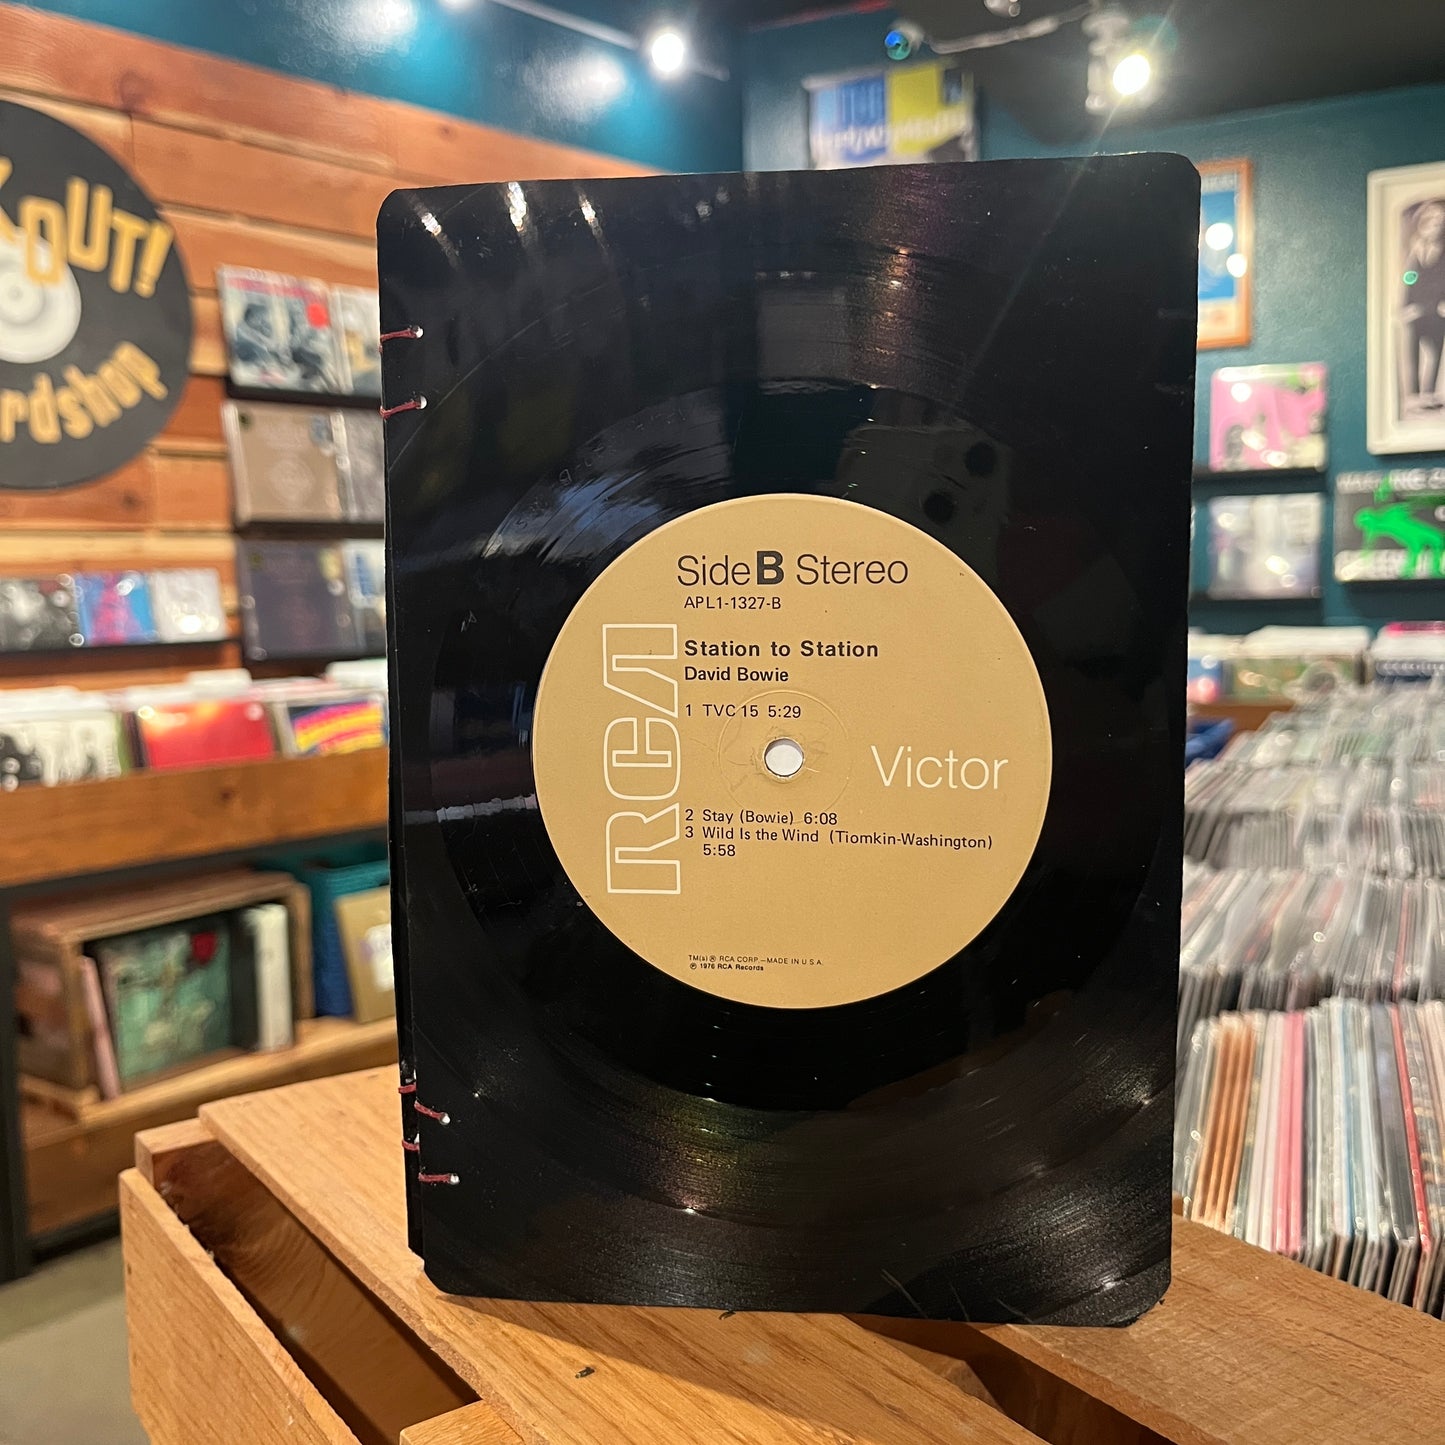 OUT!
rdshop
Side B Stereo
APL1-1327-B
Station to Station
David Bowie
1 TVC 15 5:29
RCA
Victor
2 Stay (Bowie) 6:08
3 Wild Is the Wind (Tiomkin-Washington)
5:58
TM(s) ® RCA CORP.—MADE IN U.S.A.
℗ 1976 RCA Records